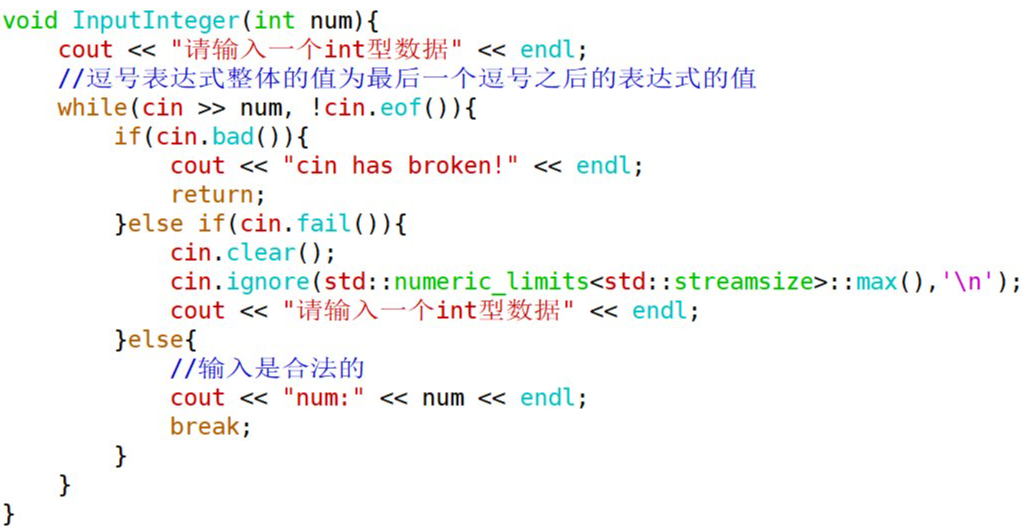 void InputInteger(int num){
    cout << "请输入一个int型数据" << endl;
    //逗号表达式整体的值为最后一个逗号之后的表达式的值
    while(cin >> num, !cin.eof()){
        if(cin.bad()){
            cout << "cin has broken!" << endl;
            return;
        }else if(cin.fail()){
            cin.clear();
            cin.ignore(std::numeric_limits<std::streamsize>::max(),'\n');
            cout << "请输入一个int型数据" << endl;
        }else{
            //输入是合法的
            cout << "num:" << num << endl;
            break;
        }
    }
}